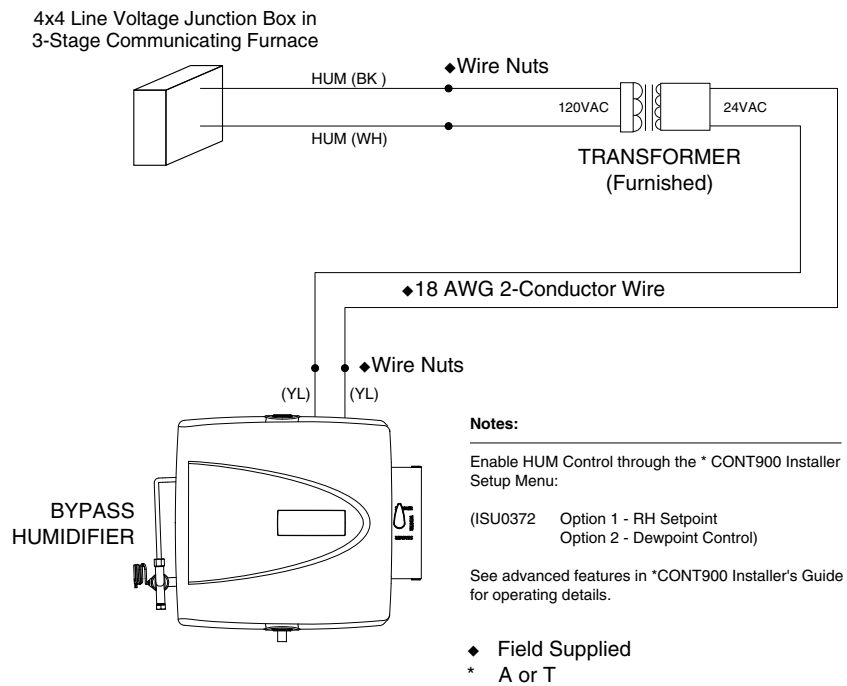 4x4 Line Voltage Junction Box in
3-Stage Communicating Furnace
HUM (BK )
◆Wire Nuts
120VAC
24VAC
HUM (WH)
TRANSFORMER
(Furnished)
◆18 AWG 2-Conductor Wire
◆Wire Nuts
(YL)
(YL)
BYPASS
HUMIDIFIER
Notes:
Enable HUM Control through the * CONT900 Installer
Setup Menu:
(ISU0372 Option 1 - RH Setpoint
Option 2 - Dewpoint Control)
See advanced features in *CONT900 Installer's Guide
for operating details.
◆ Field Supplied
* A or T